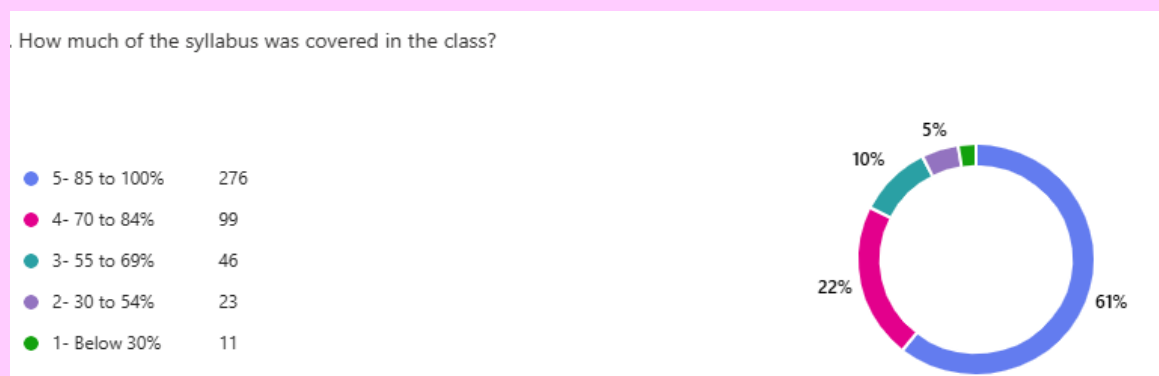 . How much of the syllabus was covered in the class?
5- 85 to 100% 276
4- 70 to 84% 99
3- 55 to 69% 46
2- 30 to 54% 23
1- Below 30% 11
5%
10%
22%
61%